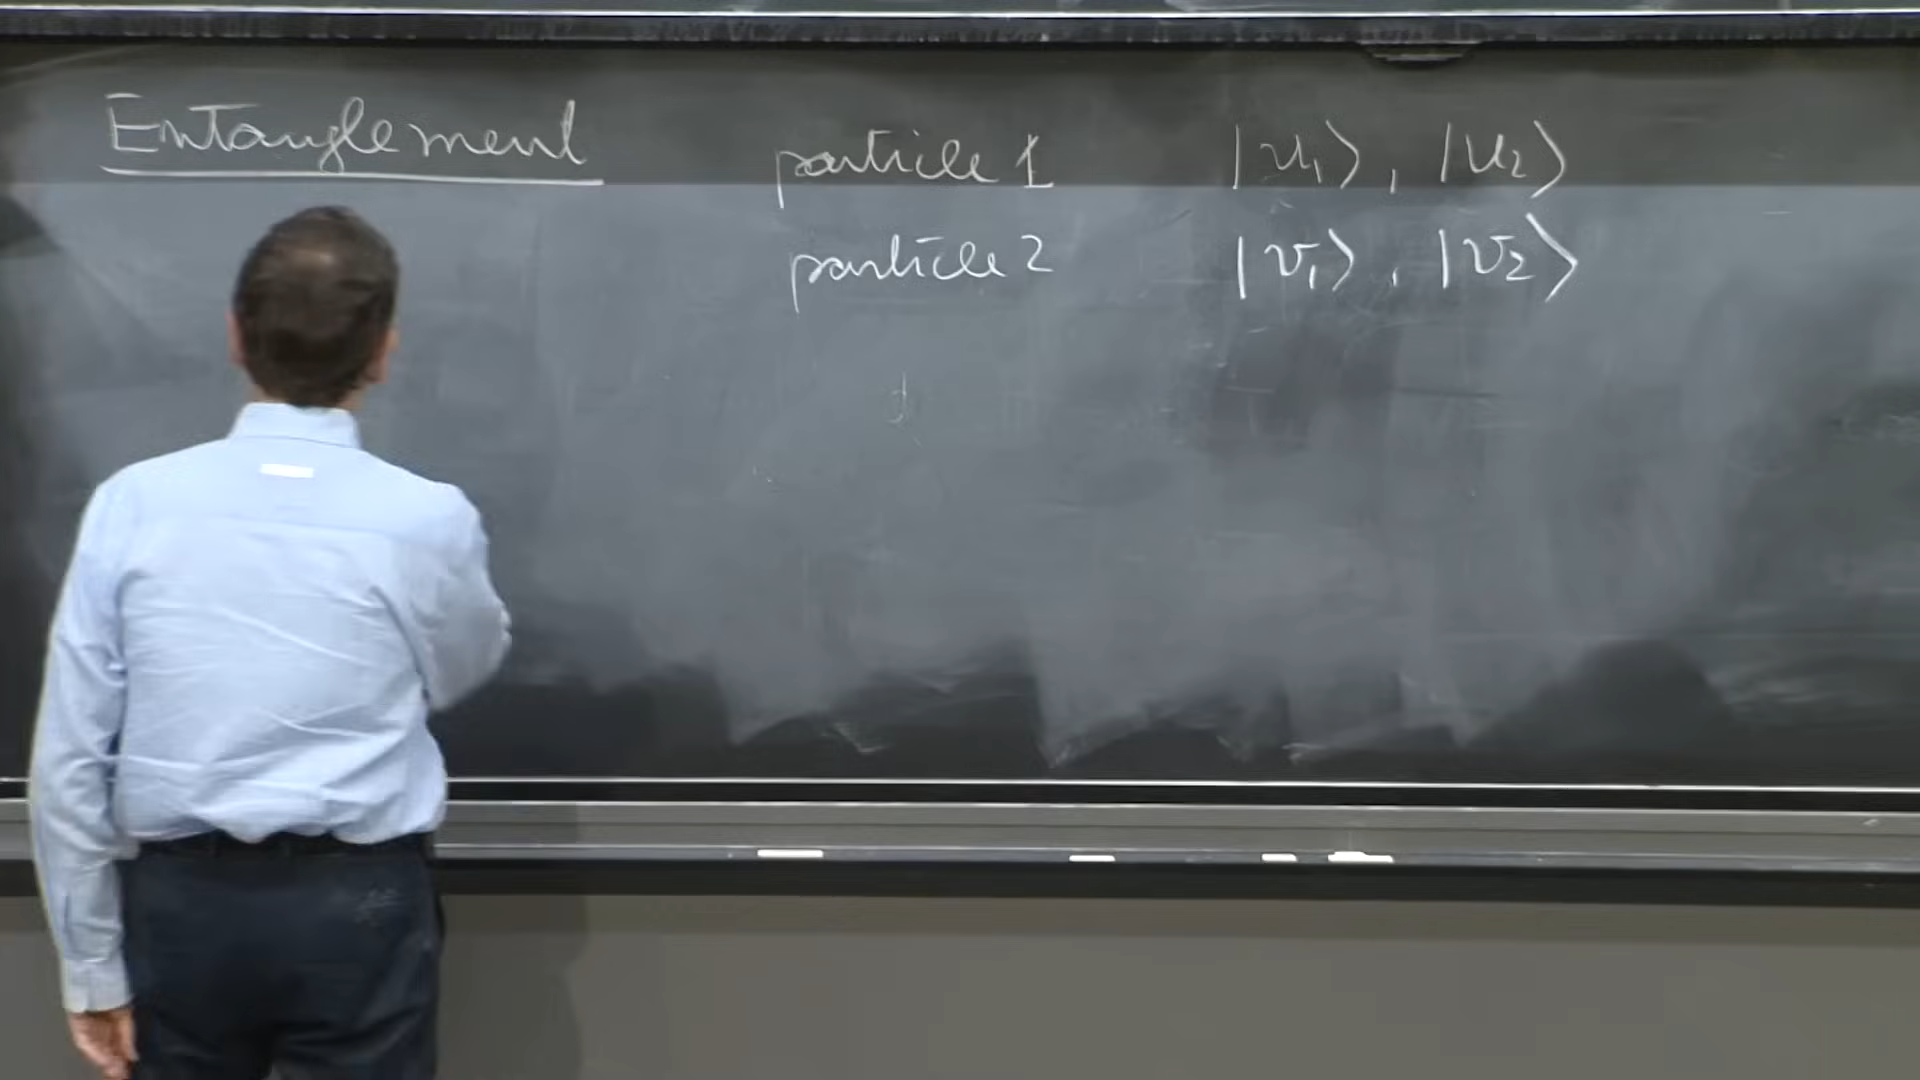 Entanglement
particle 1 |u₁⟩, |u₂⟩
particle 2 |v₁⟩, |v₂⟩